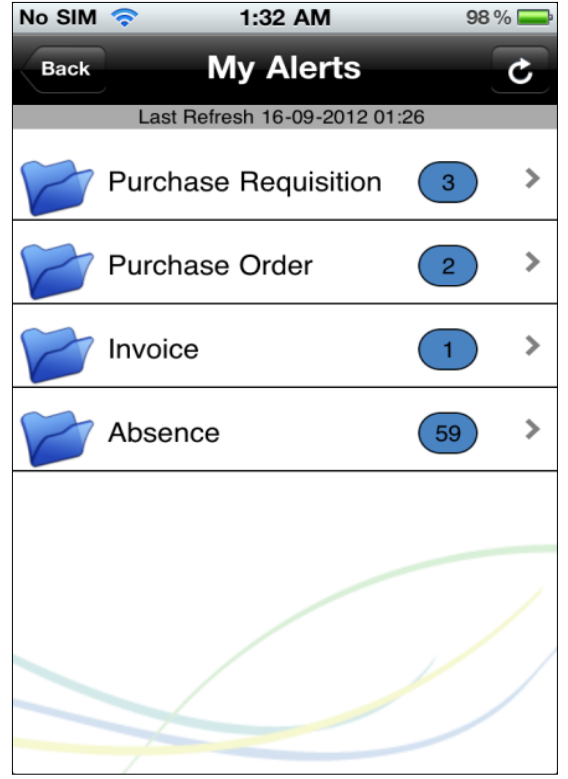 No SIM 1:32 AM 98 %
Back My Alerts
Last Refresh 16-09-2012 01:26
Purchase Requisition 3
Purchase Order 2
Invoice 1
Absence 59